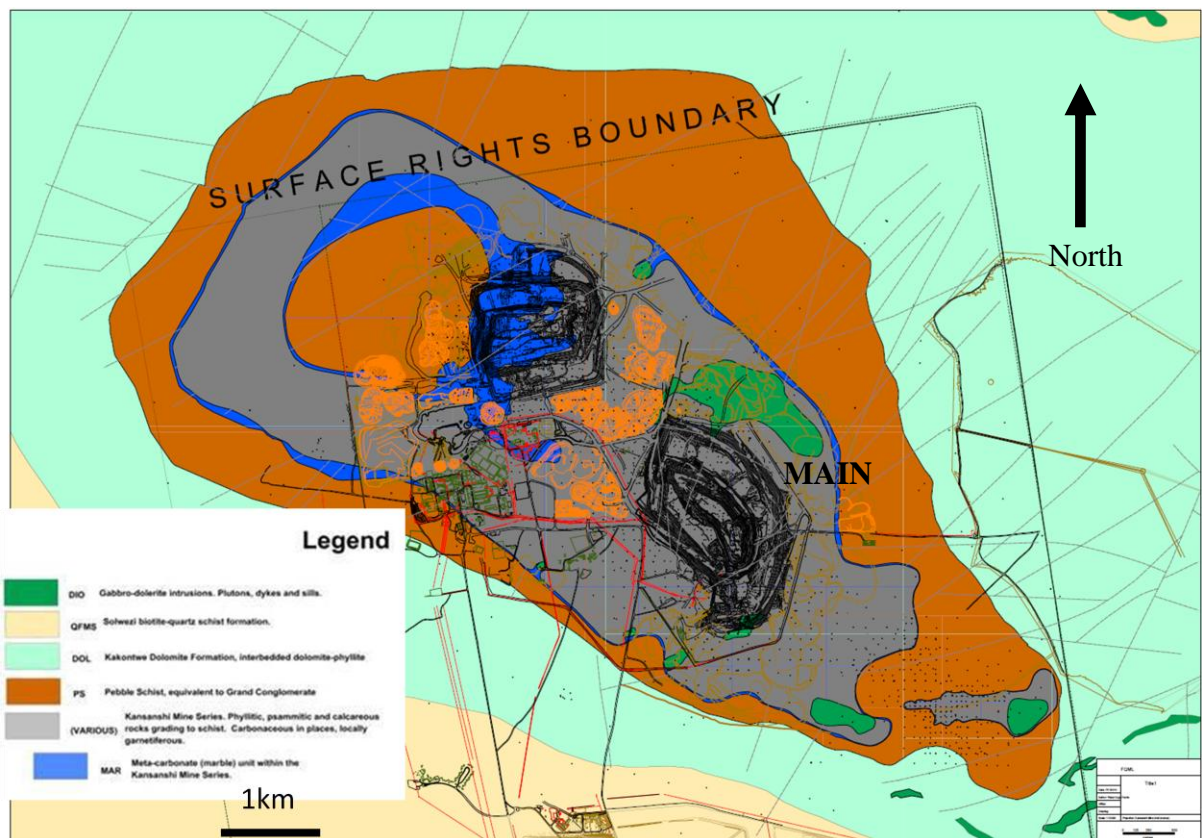 SURFACE RIGHTS BOUNDARY
North
MAIN
Legend
DIO Gabbro-dolerite intrusions. Plutons, dykes and sills.
QFMS Solwezi biotite-quartz schist formation.
DOL Kakontwe Dolomite Formation, interbedded dolomite-phyllite
PS Pebble Schist, equivalent to Grand Conglomerate
(VARIOUS) Kansanshi Mine Series. Phyllitic, psammitic and calcareous
rocks grading to schist. Carbonaceous in places, locally
garnetiferous.
MAR Meta-carbonate (marble) unit within the
Kansanshi Mine Series.
1km